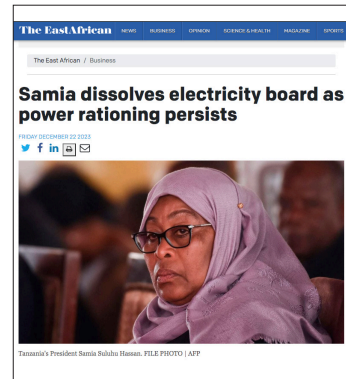 The EastAfrican NEWS BUSINESS OPINION SCIENCE & HEALTH MAGAZINE SPORTS
The East African / Business
Samia dissolves electricity board as
power rationing persists
FRIDAY DECEMBER 22 2023
Tanzania's President Samia Suluhu Hassan. FILE PHOTO | AFP